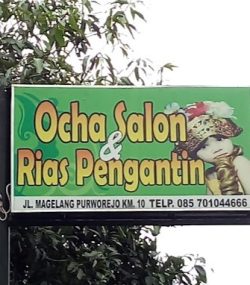 Ocha Salon
&
Rias Pengantin
JL. MAGELANG PURWOREJO KM. 10 TELP. 085 701044666